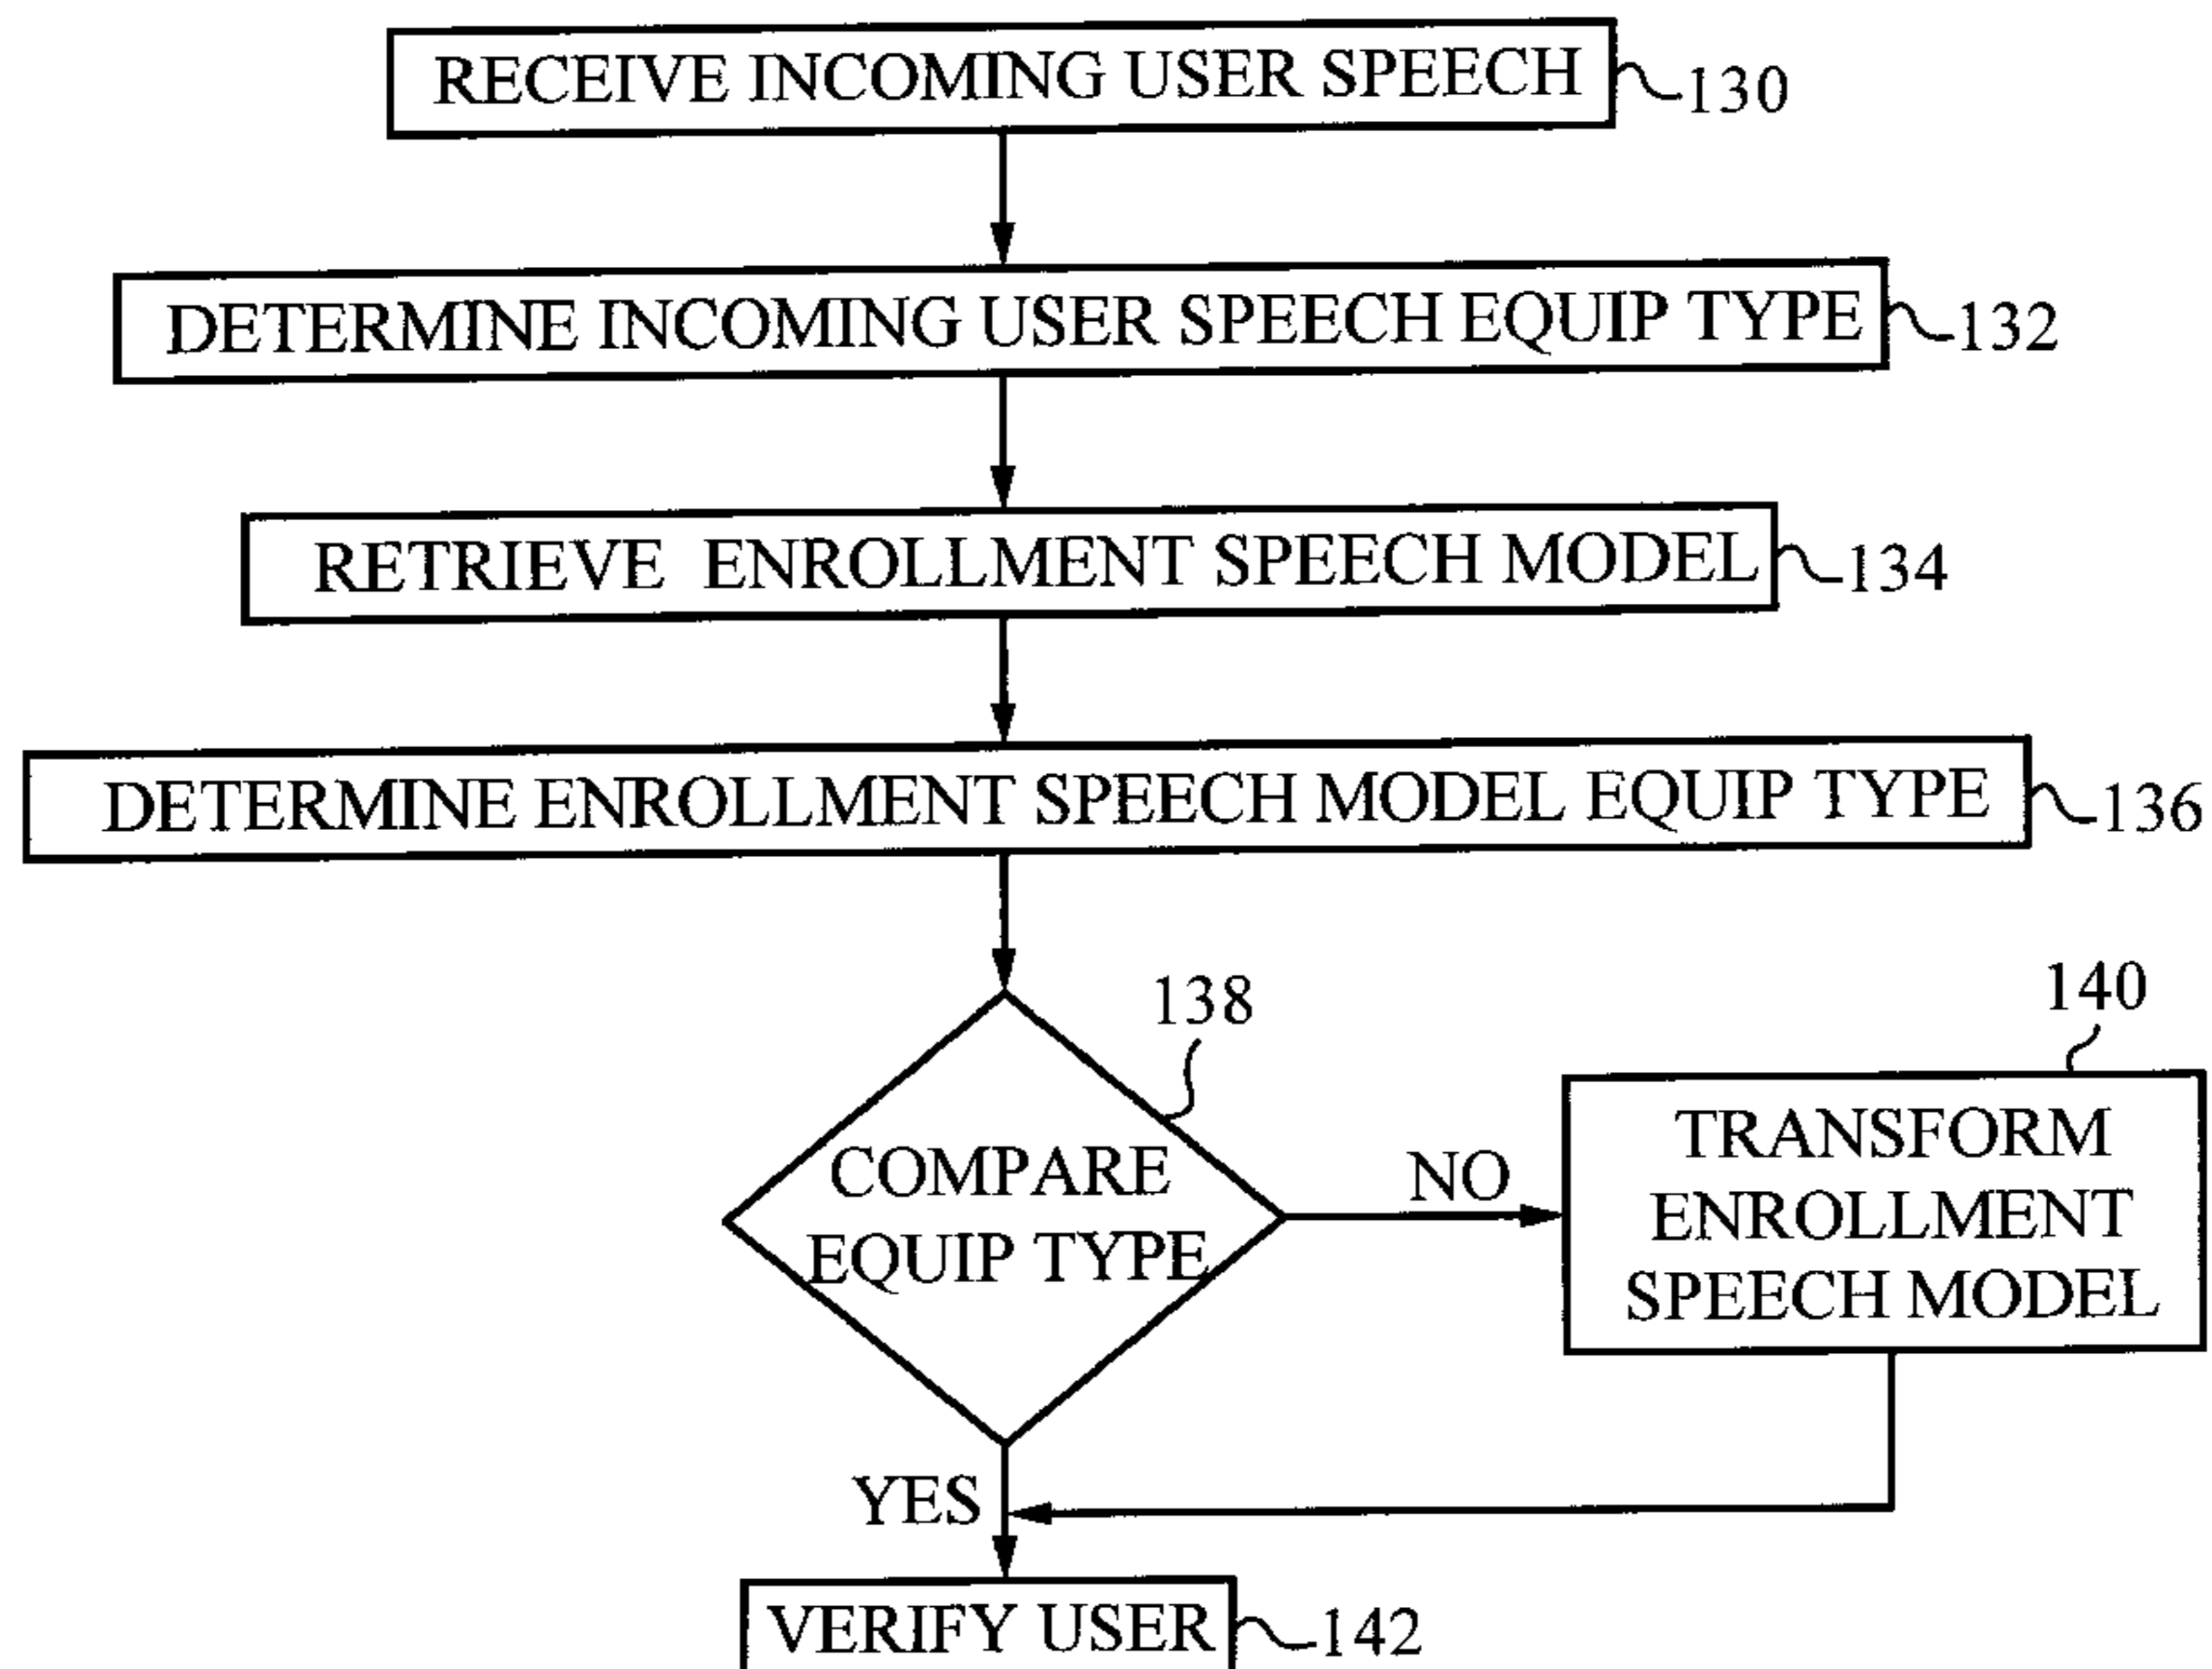 RECEIVE INCOMING USER SPEECH 130
DETERMINE INCOMING USER SPEECH EQUIP TYPE 132
RETRIEVE ENROLLMENT SPEECH MODEL 134
DETERMINE ENROLLMENT SPEECH MODEL EQUIP TYPE 136
138
COMPARE
EQUIP TYPE
NO
140
TRANSFORM
ENROLLMENT
SPEECH MODEL
YES
VERIFY USER 142